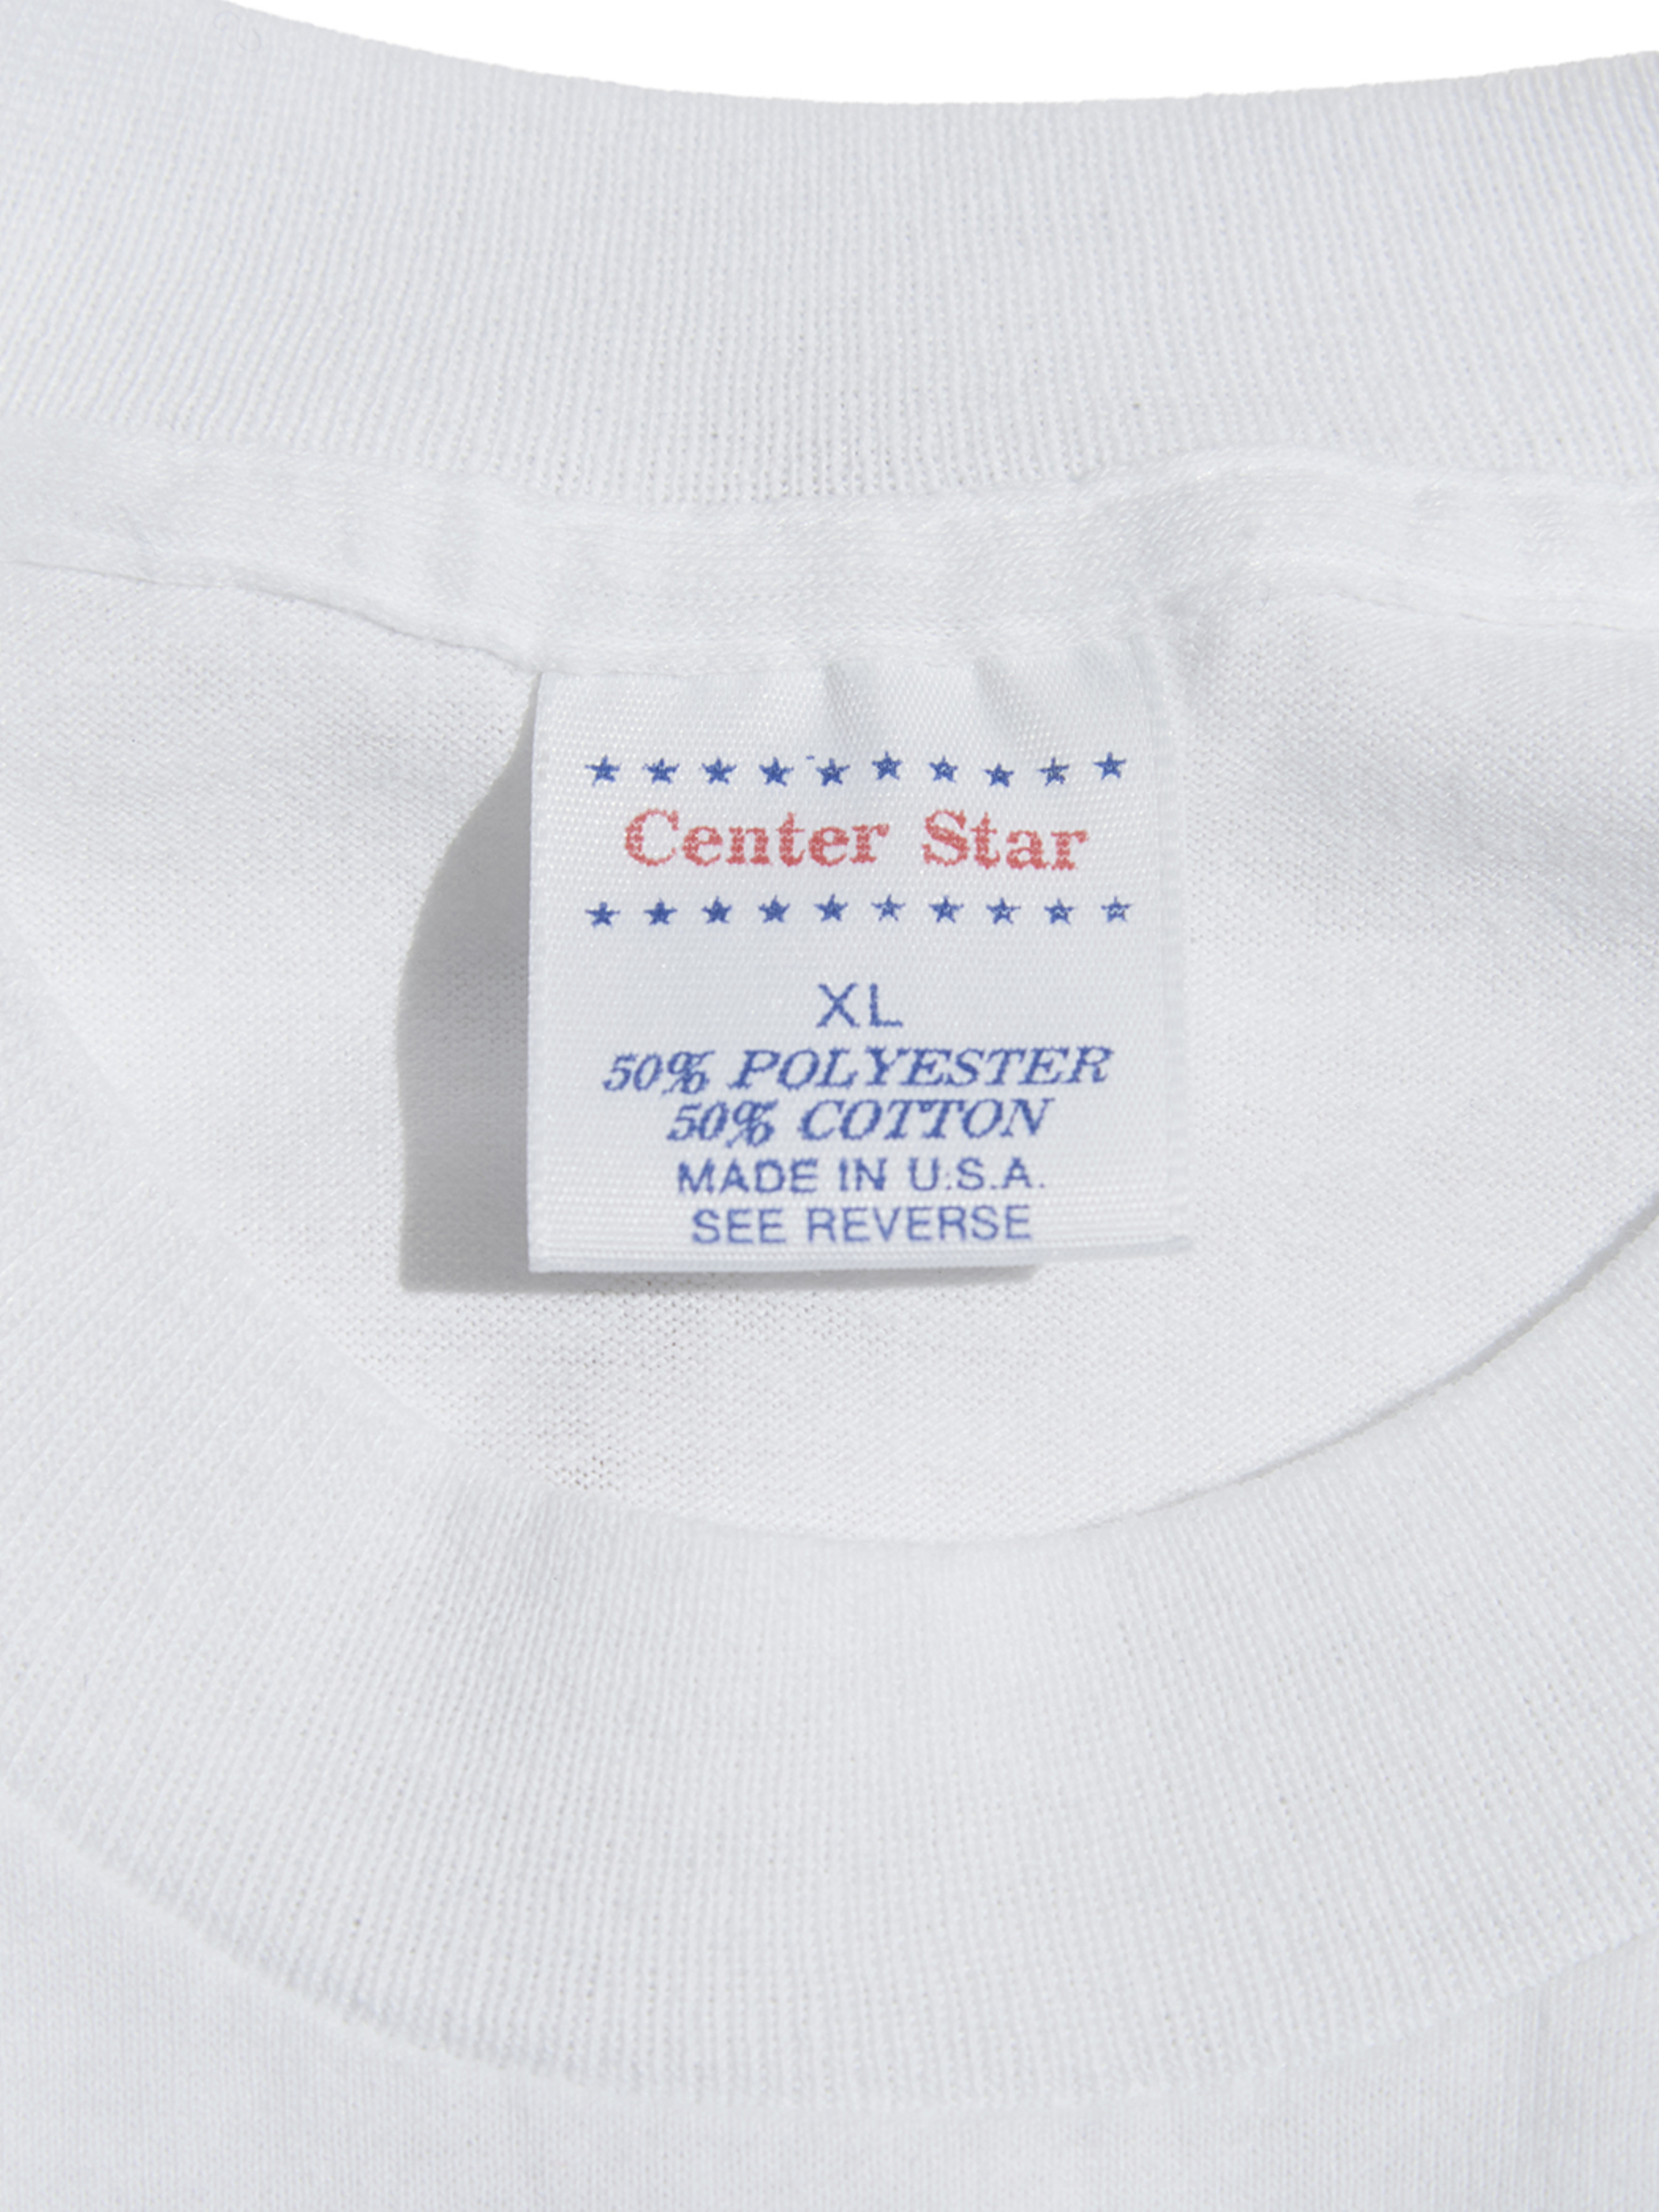 Center Star
XL
50% POLYESTER
50% COTTON
MADE IN U.S.A.
SEE REVERSE